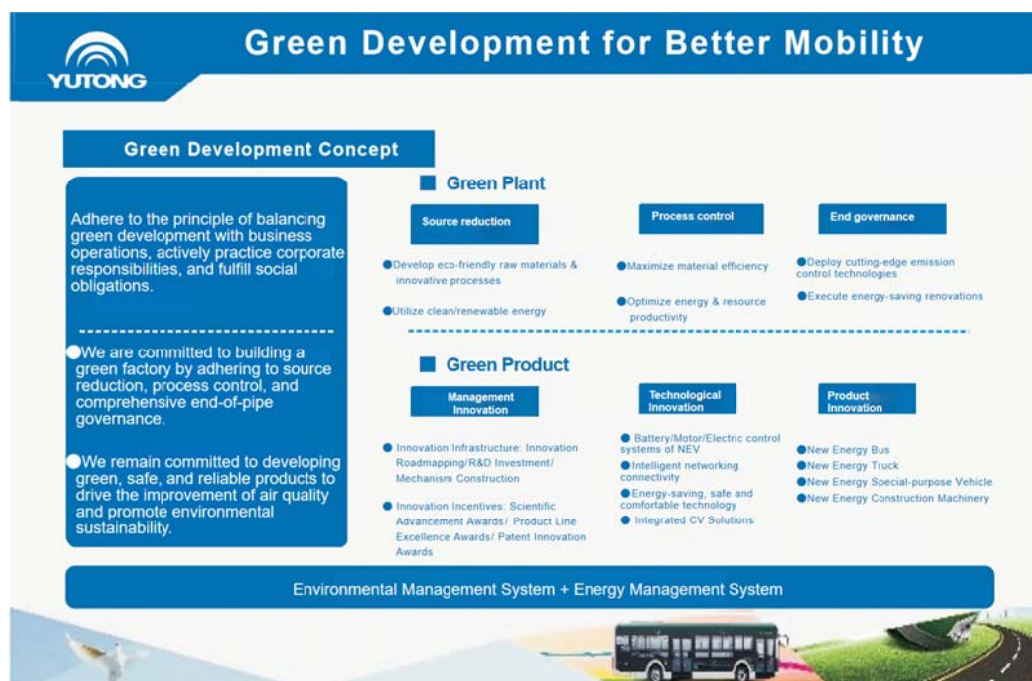 YUTONG
Green Development for Better Mobility
Green Development Concept
Adhere to the principle of balancing
green development with business
operations, actively practice corporate
responsibilities, and fulfill social
obligations.
●We are committed to building a
green factory by adhering to source
reduction, process control, and
comprehensive end-of-pipe
governance.
●We remain committed to developing
green, safe, and reliable products to
drive the improvement of air quality
and promote environmental
sustainability.
■ Green Plant
Source reduction
●Develop eco-friendly raw materials &
innovative processes
●Utilize clean/renewable energy
Process control
●Maximize material efficiency
●Optimize energy & resource
productivity
End governance
●Deploy cutting-edge emission
control technologies
●Execute energy-saving renovations
■ Green Product
Management
Innovation
● Innovation Infrastructure: Innovation
Roadmapping/R&D Investment/
Mechanism Construction
● Innovation Incentives: Scientific
Advancement Awards/ Product Line
Excellence Awards/ Patent Innovation
Awards
Technological
Innovation
● Battery/Motor/Electric control
systems of NEV
●Intelligent networking
connectivity
●Energy-saving, safe and
comfortable technology
● Integrated CV Solutions
Product
Innovation
●New Energy Bus
●New Energy Truck
●New Energy Special-purpose Vehicle
●New Energy Construction Machinery
Environmental Management System + Energy Management System